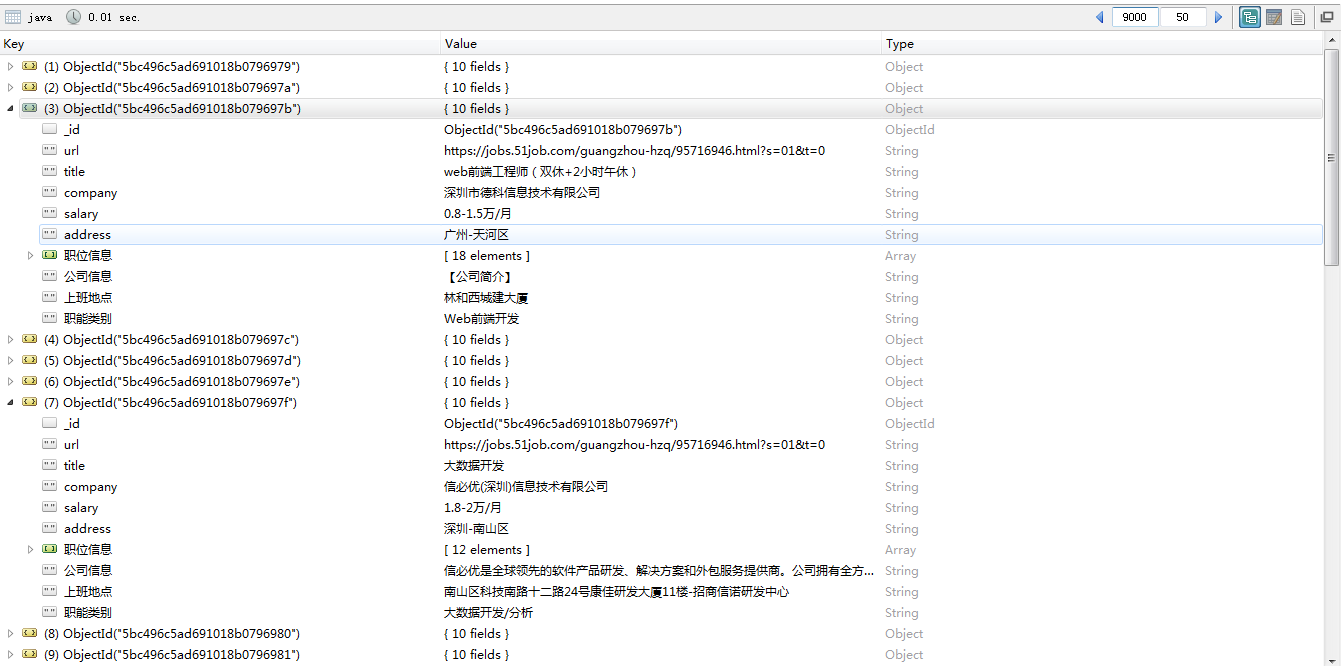 java 0.01 sec. 9000 50
Key Value Type
(1) ObjectId("5bc496c5ad691018b0796979") { 10 fields } Object
(2) ObjectId("5bc496c5ad691018b079697a") { 10 fields } Object
(3) ObjectId("5bc496c5ad691018b079697b") { 10 fields } Object
_id ObjectId("5bc496c5ad691018b079697b") ObjectId
"" url https://jobs.51job.com/guangzhou-hzq/95716946.html?s=01&t=0 String
"" title web前端工程师（双休+2小时午休） String
"" company 深圳市德科信息技术有限公司 String
"" salary 0.8-1.5万/月 String
"" address 广州-天河区 String
职位信息 [ 18 elements ] Array
"" 公司信息 【公司简介】 String
"" 上班地点 林和西城建大厦 String
"" 职能类别 Web前端开发 String
(4) ObjectId("5bc496c5ad691018b079697c") { 10 fields } Object
(5) ObjectId("5bc496c5ad691018b079697d") { 10 fields } Object
(6) ObjectId("5bc496c5ad691018b079697e") { 10 fields } Object
(7) ObjectId("5bc496c5ad691018b079697f") { 10 fields } Object
_id ObjectId("5bc496c5ad691018b079697f") ObjectId
"" url https://jobs.51job.com/guangzhou-hzq/95716946.html?s=01&t=0 String
"" title 大数据开发 String
"" company 信必优(深圳)信息技术有限公司 String
"" salary 1.8-2万/月 String
"" address 深圳-南山区 String
职位信息 [ 12 elements ] Array
"" 公司信息 信必优是全球领先的软件产品研发、解决方案和外包服务提供商。公司拥有全方... String
"" 上班地点 南山区科技南路十二路24号康佳研发大厦11楼-招商信诺研发中心 String
"" 职能类别 大数据开发/分析 String
(8) ObjectId("5bc496c5ad691018b0796980") { 10 fields } Object
(9) ObjectId("5bc496c5ad691018b0796981") { 10 fields } Object